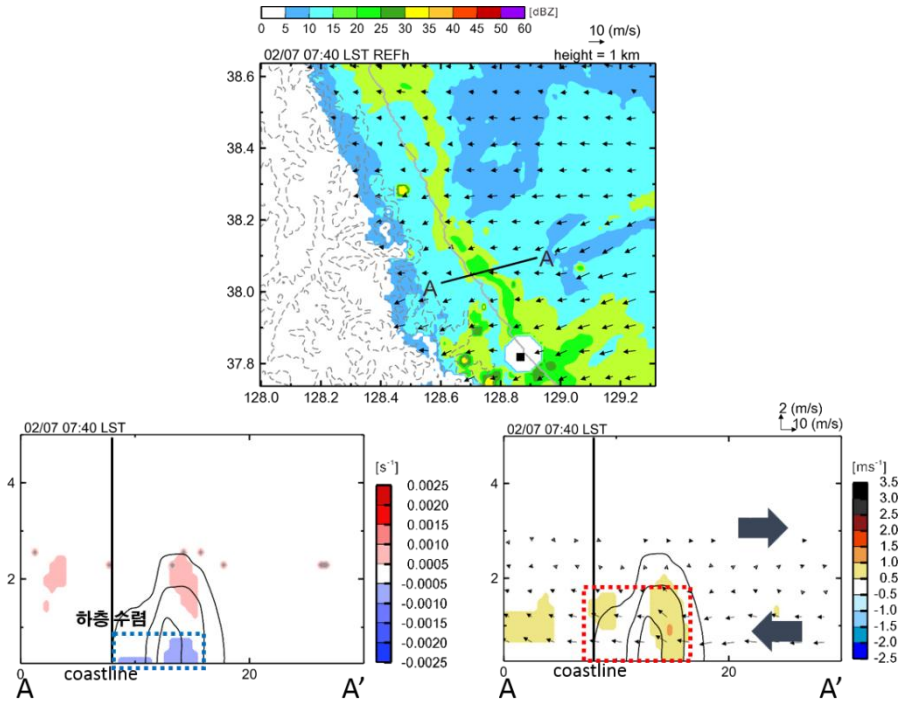 [dBZ]
0 5 10 15 20 25 30 35 40 45 50 60
10 (m/s)
02/07 07:40 LST REFh
height = 1 km
38.6
38.4
38.2
38.0
37.8
A
A'
128.0 128.2 128.4 128.6 128.8 129.0 129.2
02/07 07:40 LST
[s⁻¹]
4
2
0.0025
0.0020
0.0015
0.0010
0.0005
-0.0005
-0.0010
-0.0015
-0.0020
-0.0025
하층 수렴
0
20
coastline
A
A'
2 (m/s)
10 (m/s)
02/07 07:40 LST
[ms⁻¹]
4
2
3.5
3.0
2.5
2.0
1.5
1.0
0.5
-0.5
-1.0
-1.5
-2.0
-2.5
0
20
coastline
A
A'